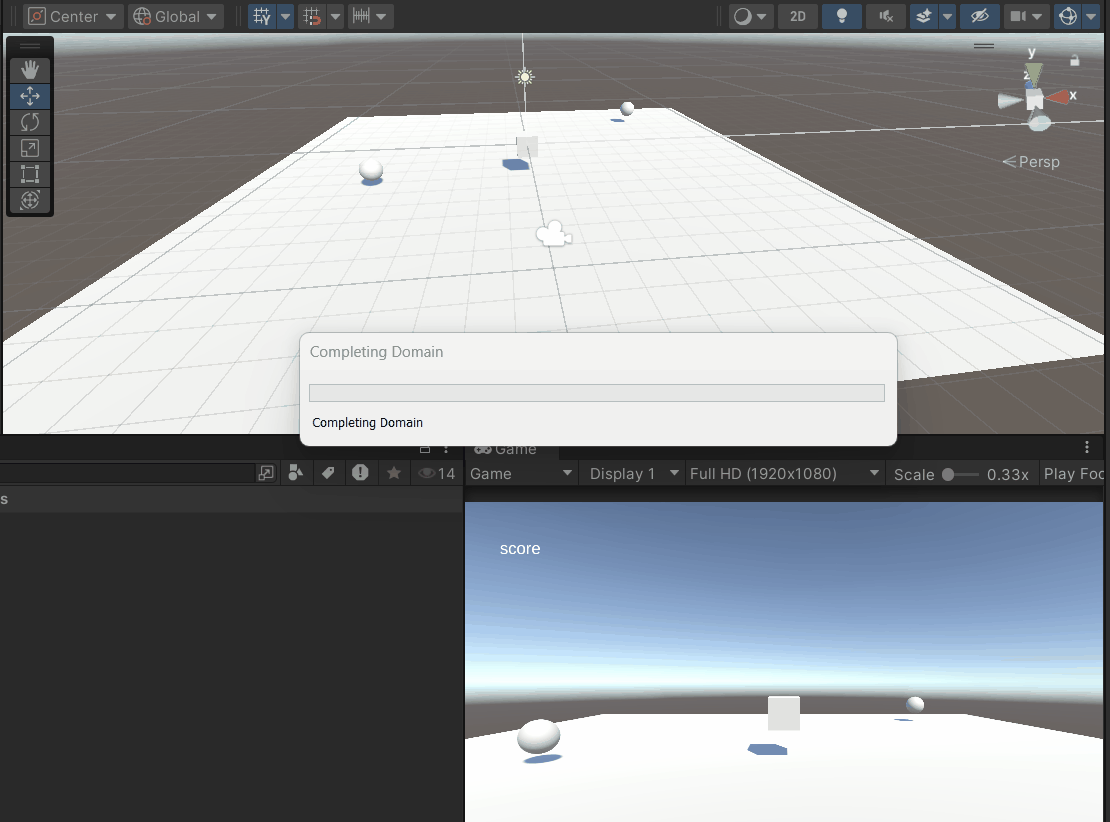 Center Global 2D
y
z
x
Persp
Completing Domain
Completing Domain
Game
14
Game Display 1 Full HD (1920x1080) Scale 0.33x Play Foc
s
score